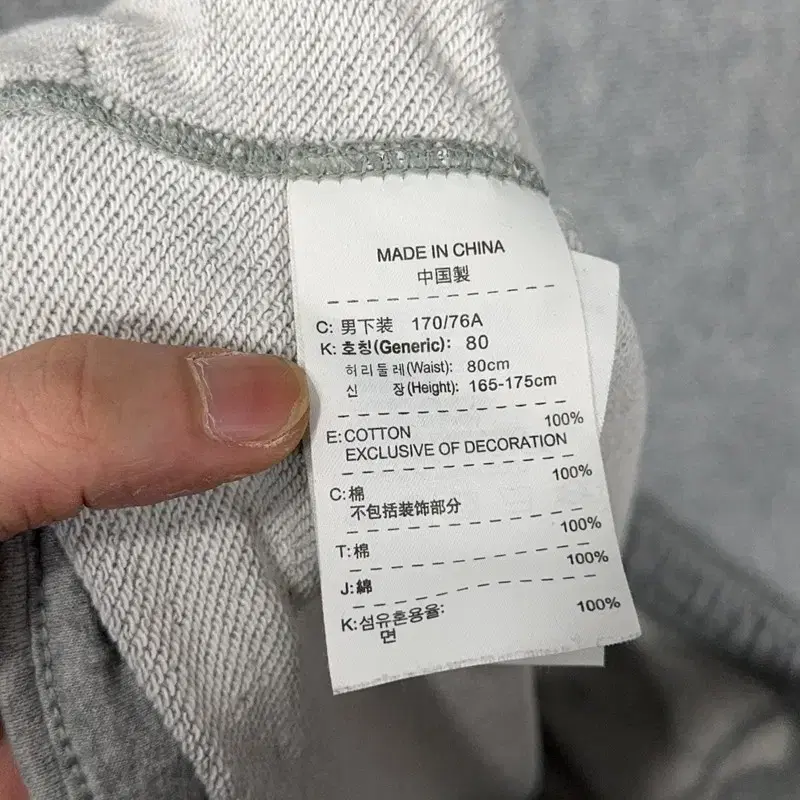 MADE IN CHINA
中国製
C: 男下装 170/76A
K: 호칭(Generic): 80
허리둘레(Waist): 80cm
신 장(Height): 165-175cm
E:COTTON 100%
EXCLUSIVE OF DECORATION
C:棉 100%
不包括装饰部分
T:棉 100%
J:綿 100%
K:섬유혼용율:
면 100%